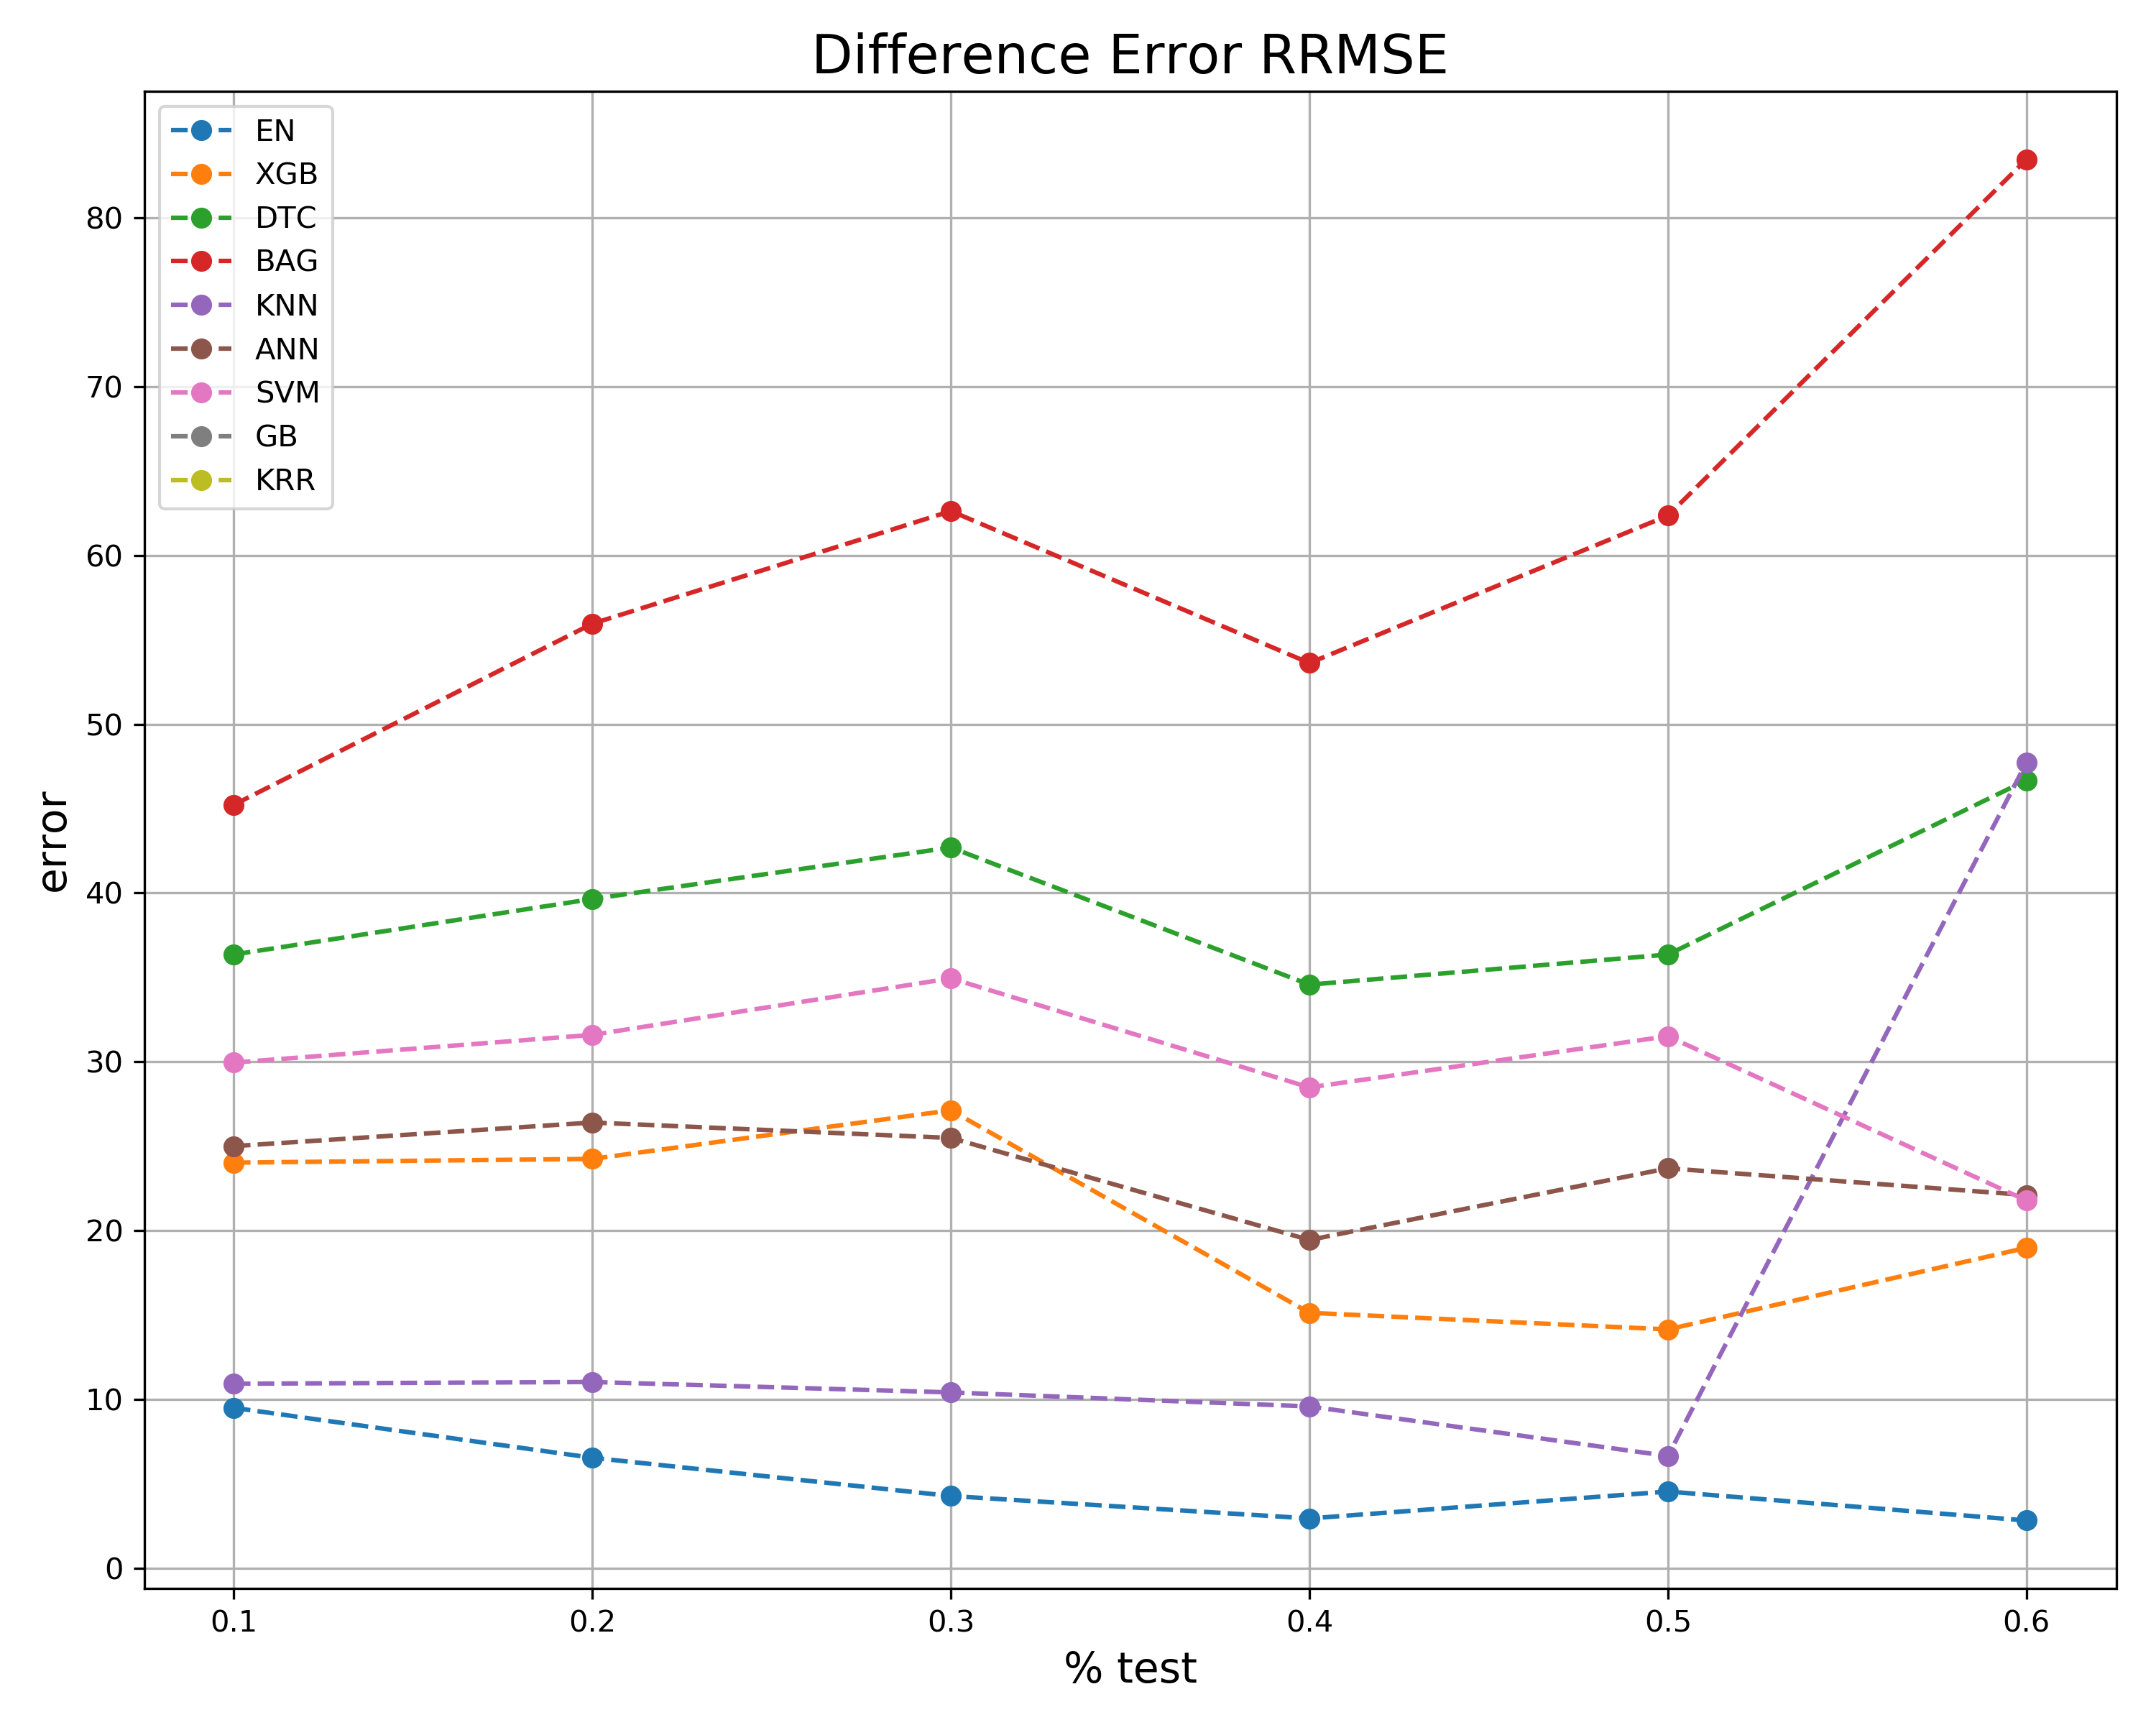 Difference Error RRMSE
EN
XGB
DTC
BAG
KNN
ANN
SVM
GB
KRR
error
80
70
60
50
40
30
20
10
0
0.1 0.2 0.3 0.4 0.5 0.6
% test